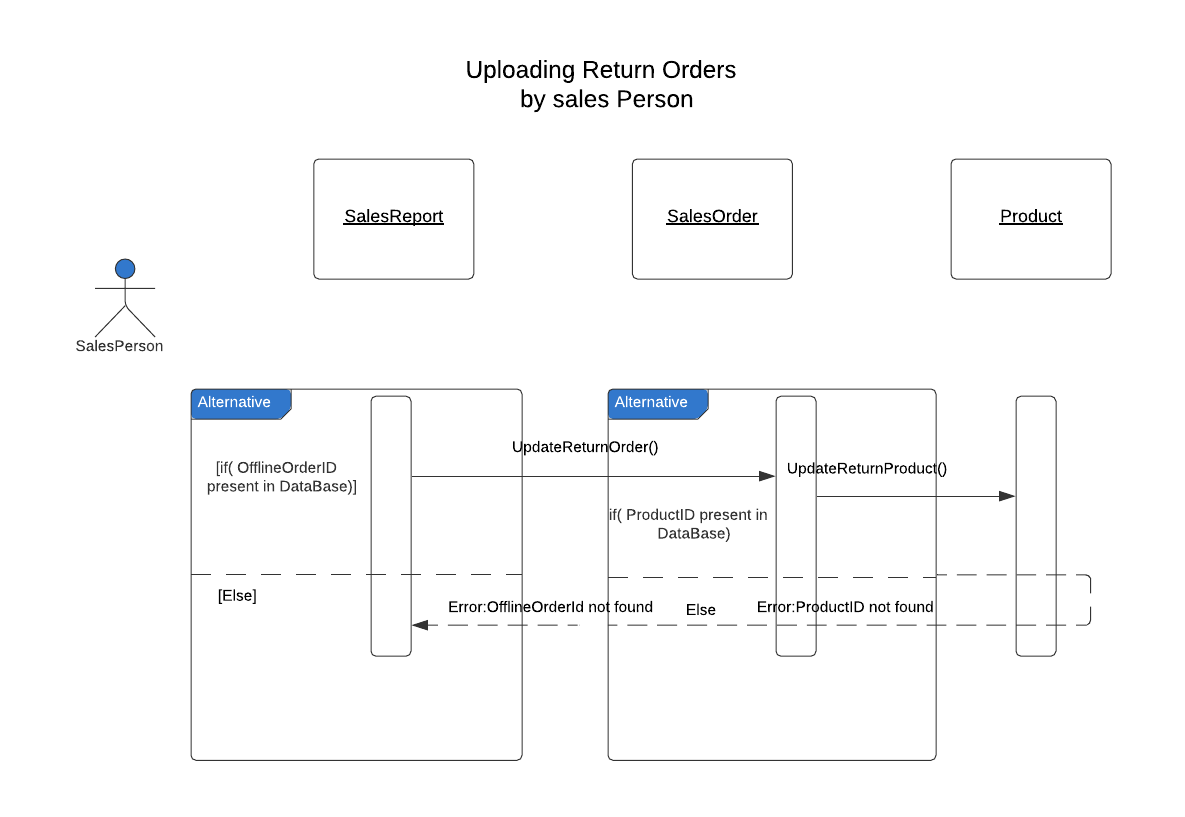 Uploading Return Orders
by sales Person
SalesReport
SalesOrder
Product
SalesPerson
Alternative
Alternative
UpdateReturnOrder()
[if( OfflineOrderID
present in DataBase)]
UpdateReturnProduct()
if( ProductID present in
DataBase)
[Else]
Error:OfflineOrderId not found
Else
Error:ProductID not found